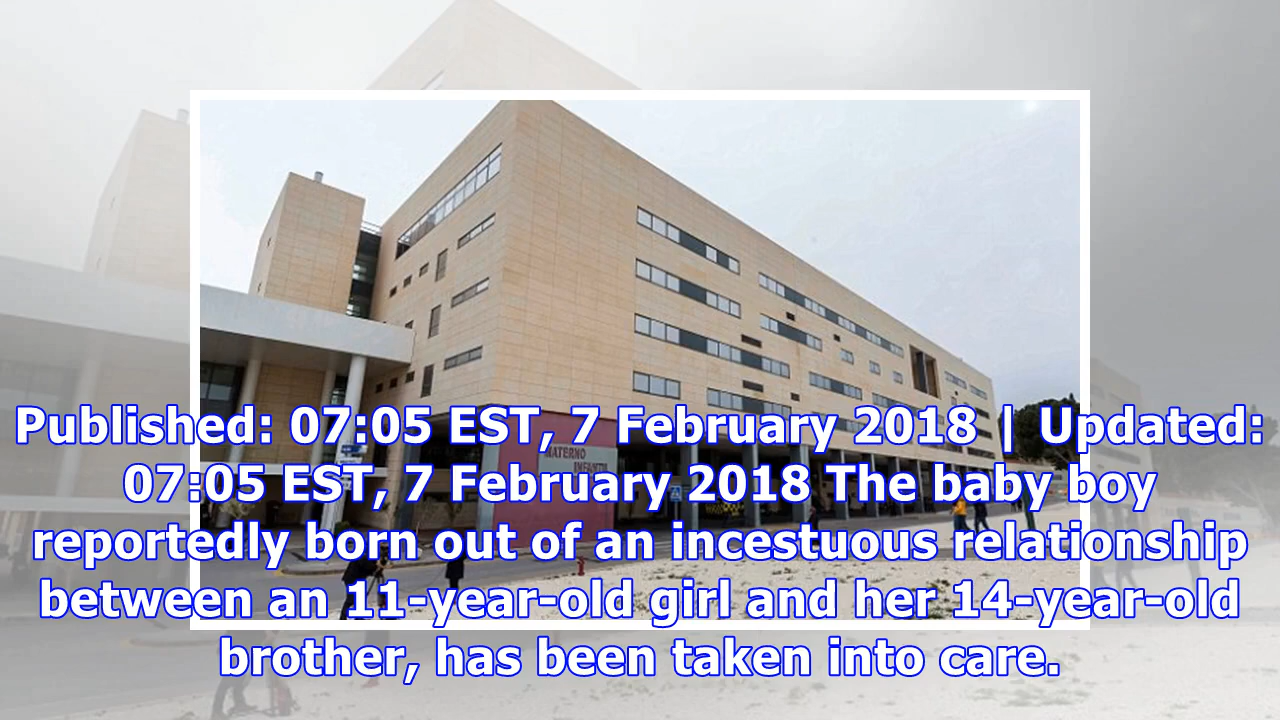 Published: 07:05 EST, 7 February 2018 | Updated:
07:05 EST, 7 February 2018 The baby boy
reportedly born out of an incestuous relationship
between an 11-year-old girl and her 14-year-old
brother, has been taken into care.
MATERNO
INFANTIL